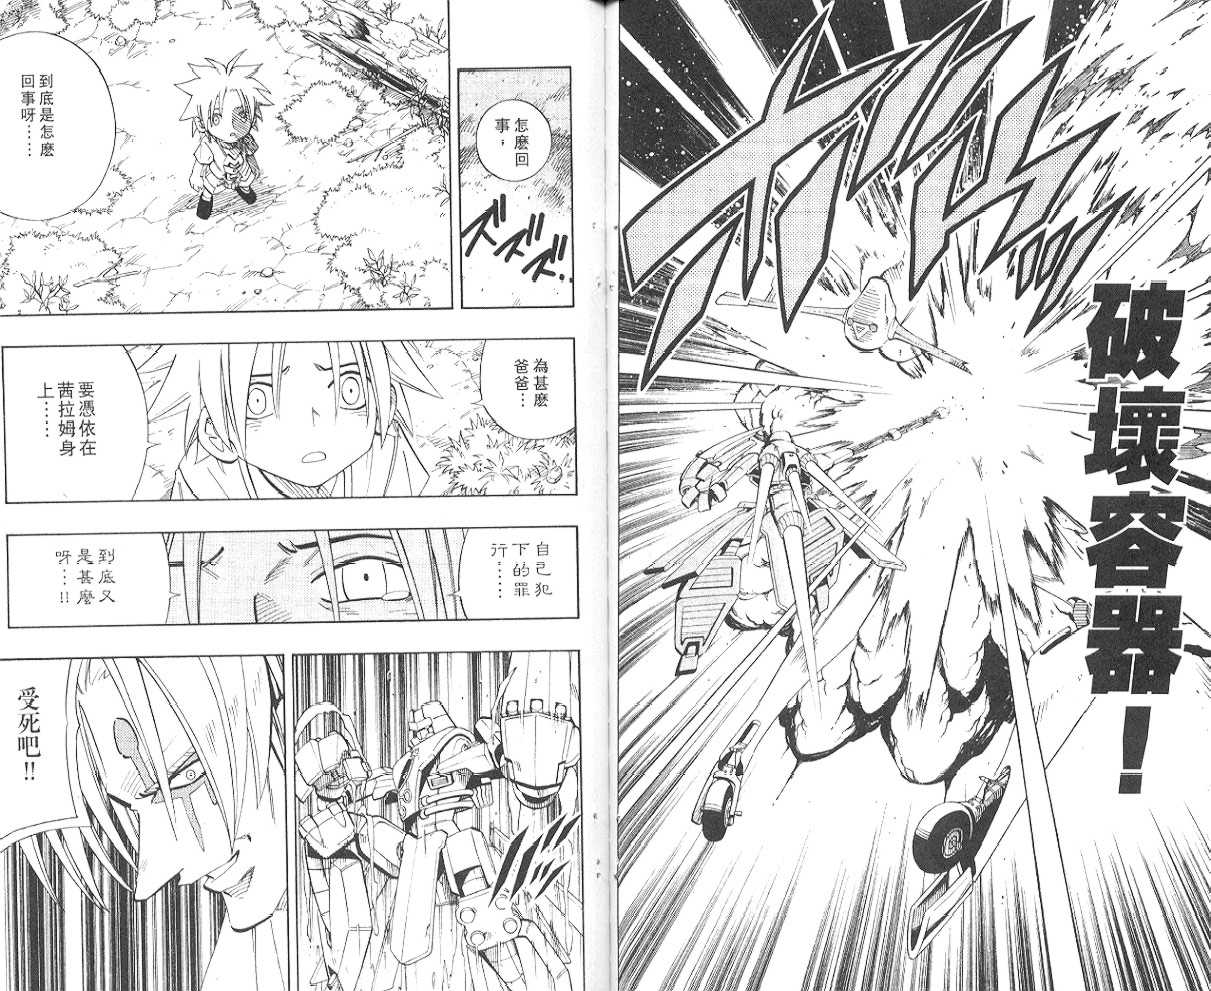 破壞容器！
ズズズズ…
怎麼回
事，
到底是怎麼
回事呀……
為甚麼
爸爸…
要憑依在
茜拉姆身
上……
自己犯
下的罪
行……
到底又
是甚麼
呀…!!
受死吧!!